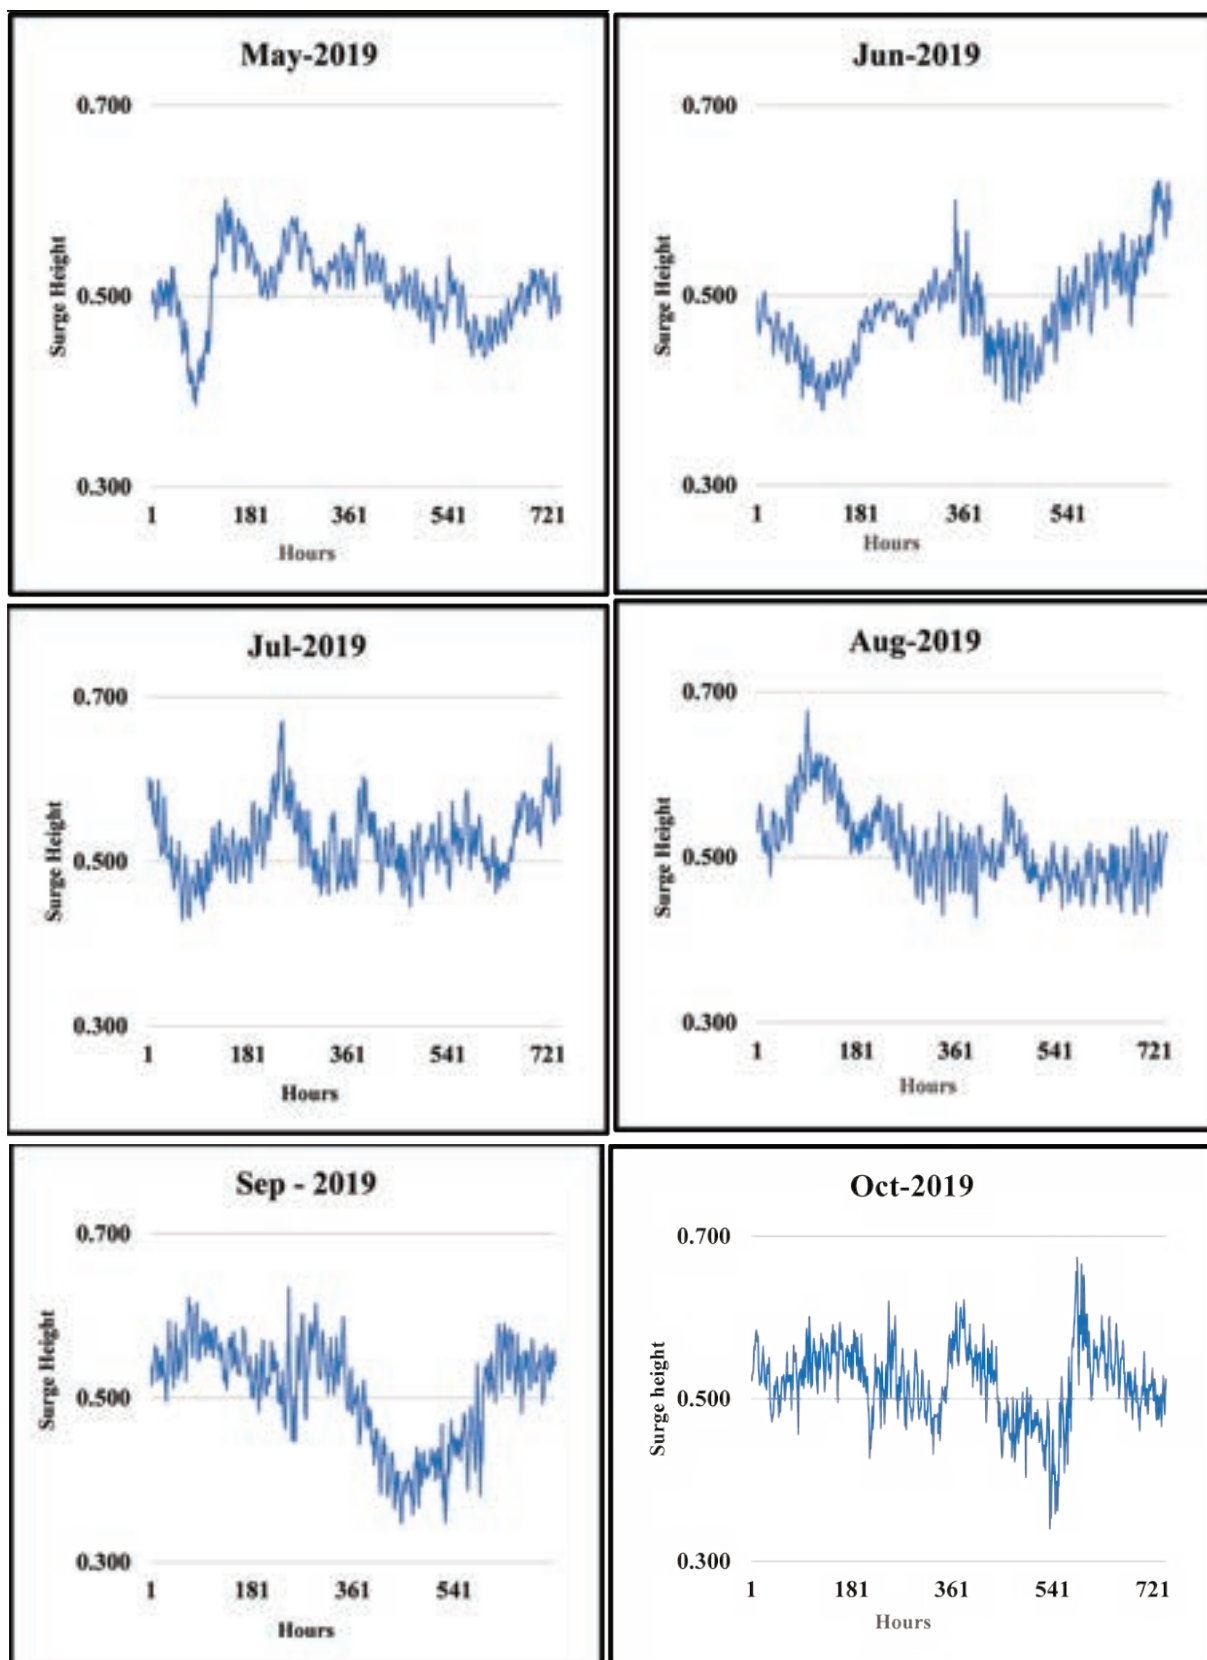 May-2019
0.700
0.500
0.300
Surge Height
1 181 361 541 721
Hours
Jun-2019
0.700
0.500
0.300
Surge Height
1 181 361 541
Hours
Jul-2019
0.700
0.500
0.300
Surge Height
1 181 361 541 721
Hours
Aug-2019
0.700
0.500
0.300
Surge Height
1 181 361 541 721
Hours
Sep - 2019
0.700
0.500
0.300
Surge Height
1 181 361 541
Hours
Oct-2019
0.700
0.500
0.300
Surge height
1 181 361 541 721
Hours